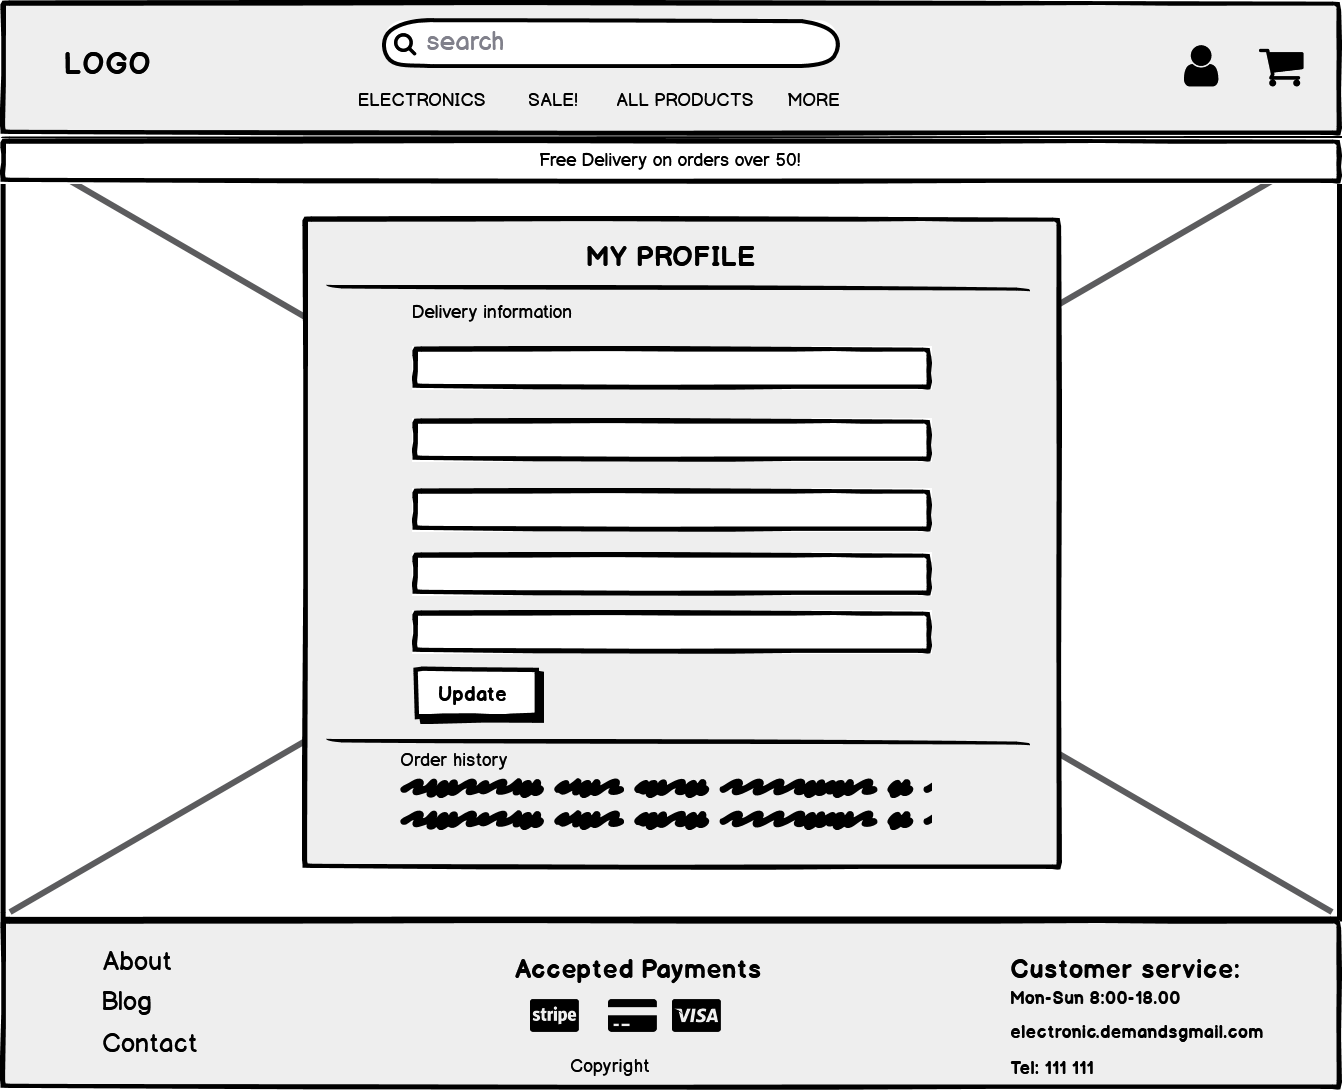 LOGO
search
ELECTRONICS SALE! ALL PRODUCTS MORE
Free Delivery on orders over 50!
MY PROFILE
Delivery information
Update
Order history
About
Blog
Contact
Accepted Payments
stripe VISA
Copyright
Customer service:
Mon-Sun 8:00-18.00
electronic.demandsgmail.com
Tel: 111 111